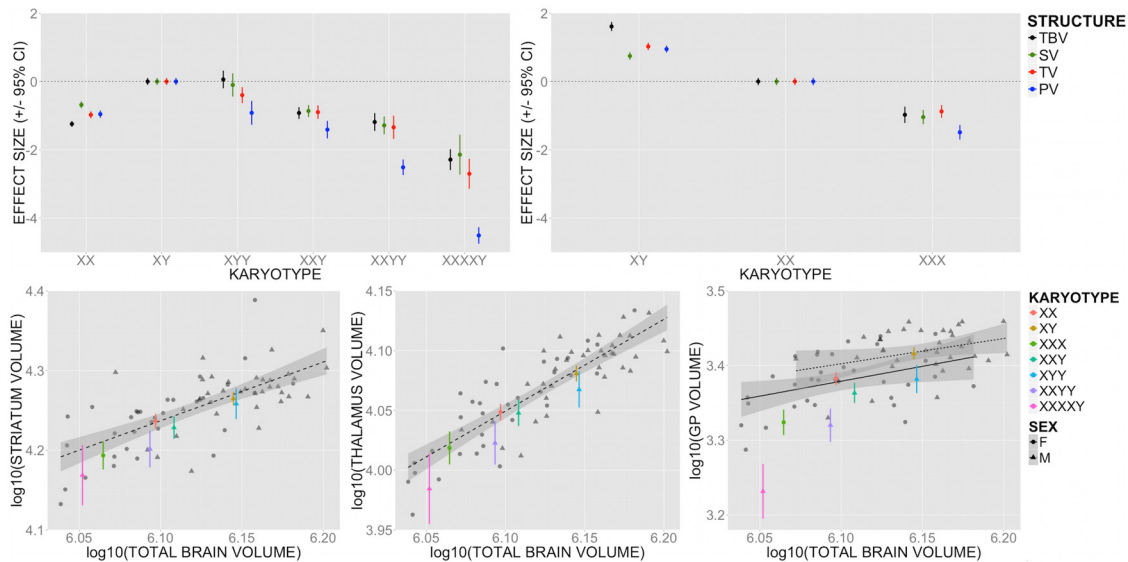 EFFECT SIZE (+/- 95% CI)
2
0
-2
-4
XX XY XYY XXY XXYY XXXXY
KARYOTYPE
EFFECT SIZE (+/- 95% CI)
2
0
-2
-4
XY XX XXX
KARYOTYPE
STRUCTURE
TBV
SV
TV
PV
log10(STRIATUM VOLUME)
4.4
4.3
4.2
4.1
6.05 6.10 6.15 6.20
log10(TOTAL BRAIN VOLUME)
log10(THALAMUS VOLUME)
4.15
4.10
4.05
4.00
3.95
6.05 6.10 6.15 6.20
log10(TOTAL BRAIN VOLUME)
log10(GP VOLUME)
3.5
3.4
3.3
3.2
6.05 6.10 6.15 6.20
log10(TOTAL BRAIN VOLUME)
KARYOTYPE
XX
XY
XXX
XXY
XYY
XXYY
XXXXY
SEX
F
M